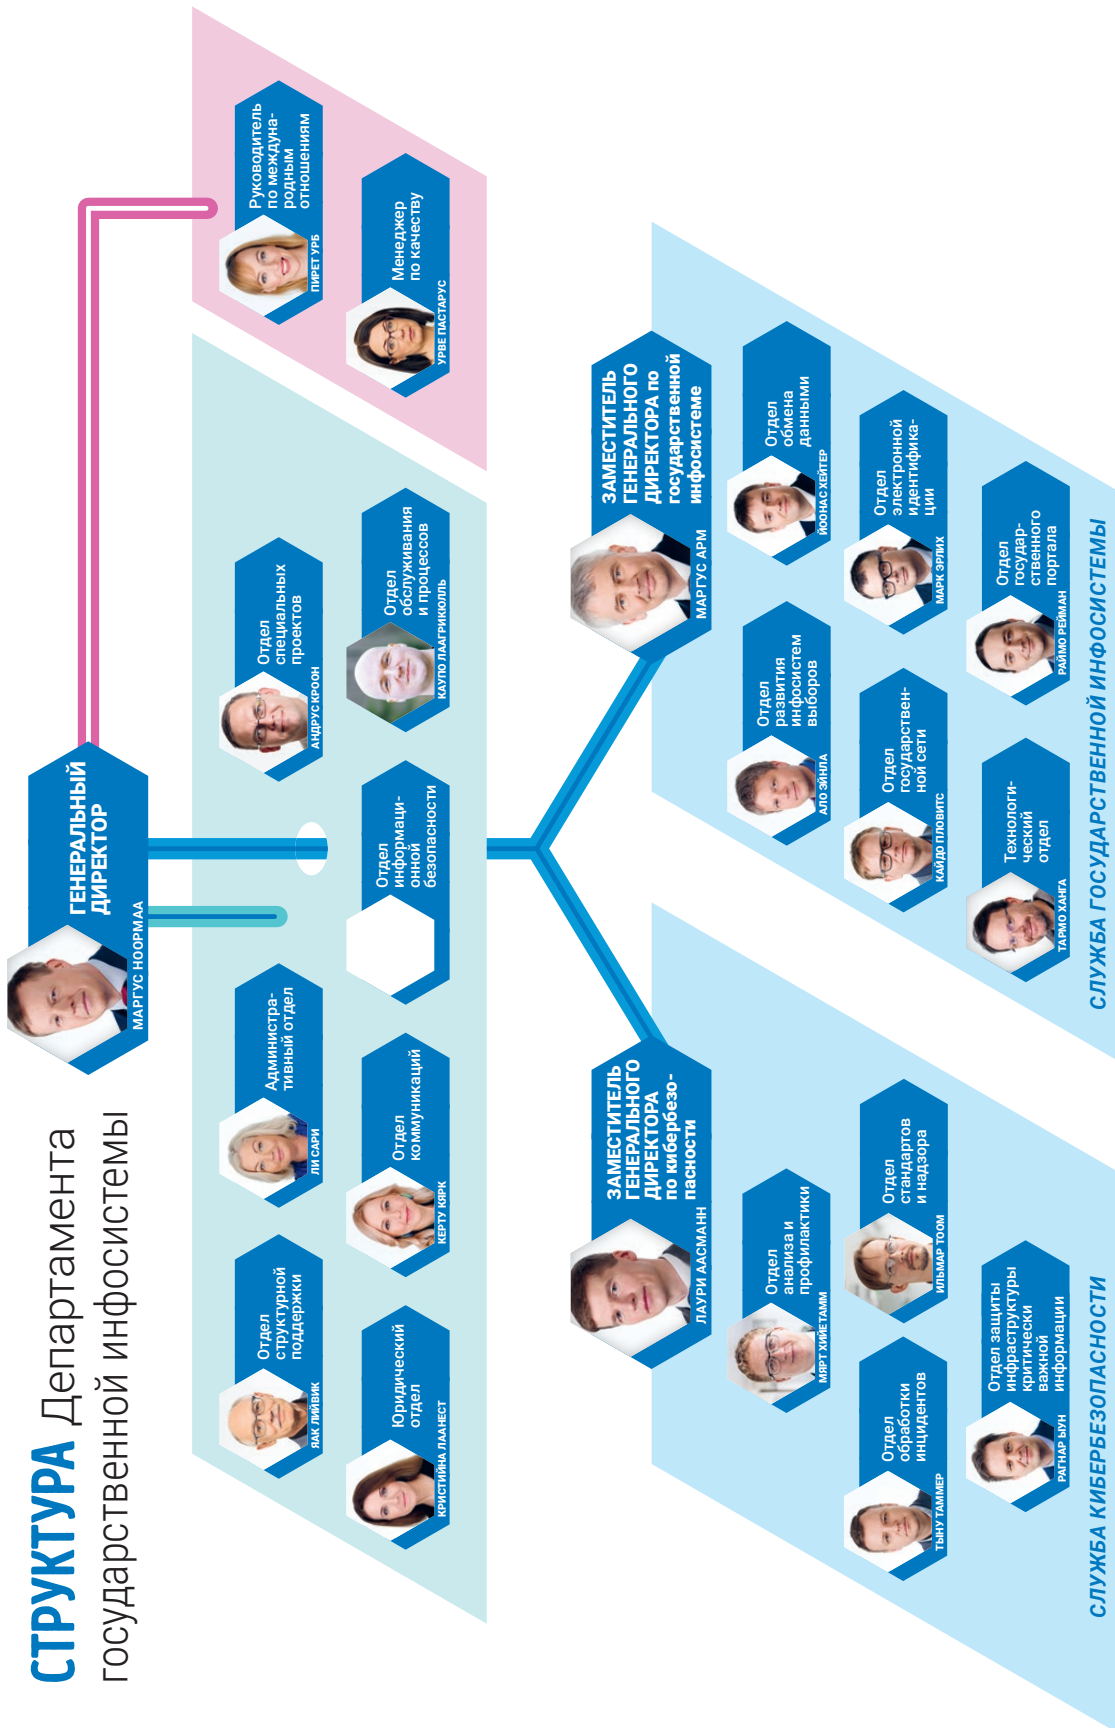 СТРУКТУРА Департамента
государственной инфосистемы
ГЕНЕРАЛЬНЫЙ
ДИРЕКТОР
МАРГУС НООРМАА
Руководитель
по междуна-
родным
отношениям
ПИРЕТ УРБ
Менеджер
по качеству
УРВЕ ПАСТАРУС
Отдел
структурной
поддержки
ЯАК ЛИЙВИК
Администра-
тивный отдел
ЛИ САРИ
Отдел
специальных
проектов
АНДРУС КРООН
Юридический
отдел
КРИСТИЙНА ЛААНЕСТ
Отдел
коммуникаций
КЕРТУ КЯРК
Отдел
информаци-
онной
безопасности
Отдел
обслуживания
и процессов
КАУПО ЛААГРИКЮЛЛЬ
ЗАМЕСТИТЕЛЬ
ГЕНЕРАЛЬНОГО
ДИРЕКТОРА
по кибербезо-
пасности
ЛАУРИ ААСМАНН
Отдел
анализа и
профилактики
МЯРТ ХИЙЕТАММ
Отдел
обработки
инцидентов
ТЫНУ ТАММЕР
Отдел
стандартов
и надзора
ИЛЬМАР ТООМ
Отдел защиты
инфраструктуры
критически
важной
информации
РАГНАР ЫУН
СЛУЖБА КИБЕРБЕЗОПАСНОСТИ
ЗАМЕСТИТЕЛЬ
ГЕНЕРАЛЬНОГО
ДИРЕКТОРА по
государственной
инфосистеме
МАРГУС АРМ
Отдел
развития
инфосистем
выборов
АЛО ЭЙНЛА
Отдел
обмена
данными
ЙООНАС ХЕЙТЕР
Отдел
государствен-
ной сети
КАЙДО ПЛОВИТС
Отдел
электронной
идентифика-
ции
МАРК ЭРЛИХ
Технологи-
ческий
отдел
ТАРМО ХАНГА
Отдел
государ-
ственного
портала
РАЙМО РЕЙМАН
СЛУЖБА ГОСУДАРСТВЕННОЙ ИНФОСИСТЕМЫ